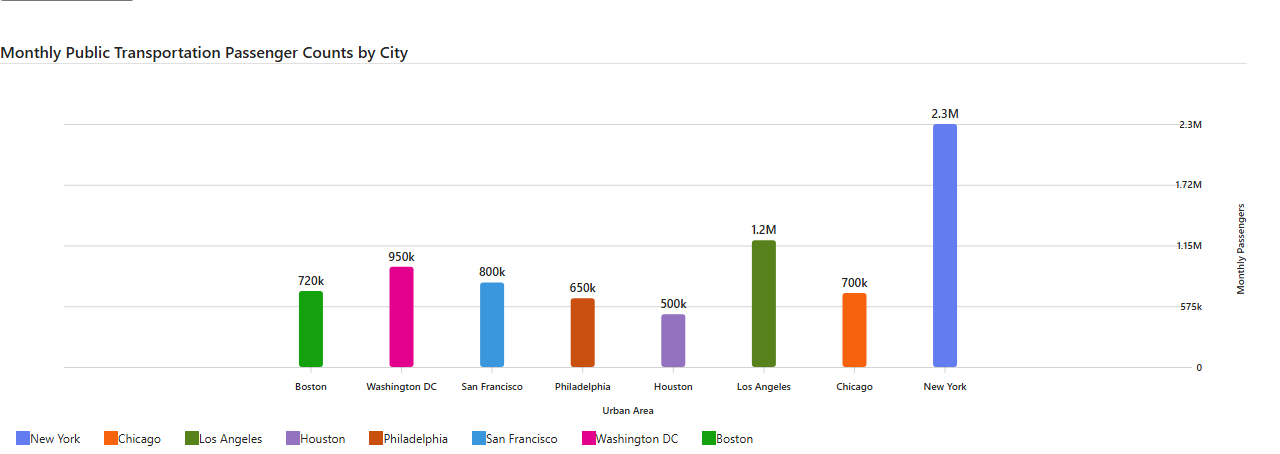 Monthly Public Transportation Passenger Counts by City
2.3M
2.3M
1.72M
1.2M
1.15M
950k
800k
720k
700k
650k
575k
500k
0
Monthly Passengers
Boston Washington DC San Francisco Philadelphia Houston Los Angeles Chicago New York
Urban Area
New York Chicago Los Angeles Houston Philadelphia San Francisco Washington DC Boston